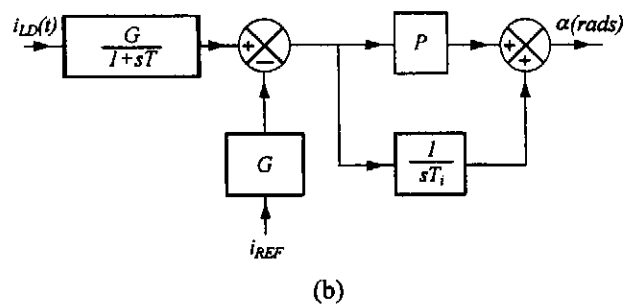 i_LD(t)
G
1+sT
+
−
P
+
+
α(rads)
G
1
sT_i
i_REF
(b)